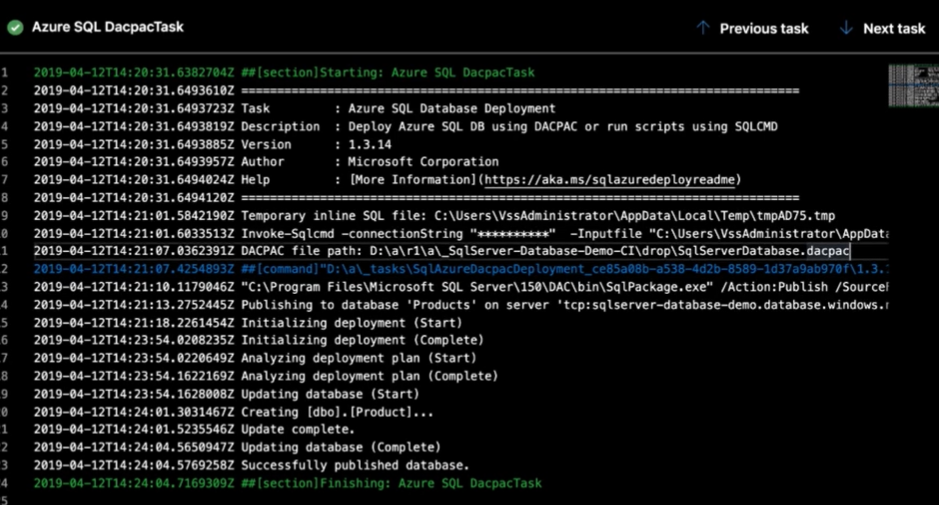 Azure SQL DacpacTask
Previous task
Next task
1 2019-04-12T14:20:31.6382704Z ##[section]Starting: Azure SQL DacpacTask
2 2019-04-12T14:20:31.6493610Z ==============================================================================
3 2019-04-12T14:20:31.6493723Z Task : Azure SQL Database Deployment
4 2019-04-12T14:20:31.6493819Z Description : Deploy Azure SQL DB using DACPAC or run scripts using SQLCMD
5 2019-04-12T14:20:31.6493885Z Version : 1.3.14
6 2019-04-12T14:20:31.6493957Z Author : Microsoft Corporation
7 2019-04-12T14:20:31.6494024Z Help : [More Information](https://aka.ms/sqlazuredeployreadme)
8 2019-04-12T14:20:31.6494120Z ==============================================================================
9 2019-04-12T14:21:01.5842190Z Temporary inline SQL file: C:\Users\VssAdministrator\AppData\Local\Temp\tmpAD75.tmp
0 2019-04-12T14:21:01.6033513Z Invoke-Sqlcmd -connectionString "**********" -Inputfile "C:\Users\VssAdministrator\AppData
1 2019-04-12T14:21:07.0362391Z DACPAC file path: D:\a\r1\a\_SqlServer-Database-Demo-CI\drop\SqlServerDatabase.dacpac
2 2019-04-12T14:21:07.4254893Z ##[command]"D:\a\_tasks\SqlAzureDacpacDeployment_ce85a08b-a538-4d2b-8589-1d37a9ab970f\1.3.1
3 2019-04-12T14:21:10.1179046Z "C:\Program Files\Microsoft SQL Server\150\DAC\bin\SqlPackage.exe" /Action:Publish /SourceF
4 2019-04-12T14:21:13.2752445Z Publishing to database 'Products' on server 'tcp:sqlserver-database-demo.database.windows.n
5 2019-04-12T14:21:18.2261454Z Initializing deployment (Start)
6 2019-04-12T14:23:54.0208235Z Initializing deployment (Complete)
7 2019-04-12T14:23:54.0220649Z Analyzing deployment plan (Start)
8 2019-04-12T14:23:54.1622169Z Analyzing deployment plan (Complete)
9 2019-04-12T14:23:54.1628008Z Updating database (Start)
0 2019-04-12T14:24:01.3031467Z Creating [dbo].[Product]...
1 2019-04-12T14:24:01.5235546Z Update complete.
2 2019-04-12T14:24:04.5650947Z Updating database (Complete)
3 2019-04-12T14:24:04.5769258Z Successfully published database.
4 2019-04-12T14:24:04.7169309Z ##[section]Finishing: Azure SQL DacpacTask
5